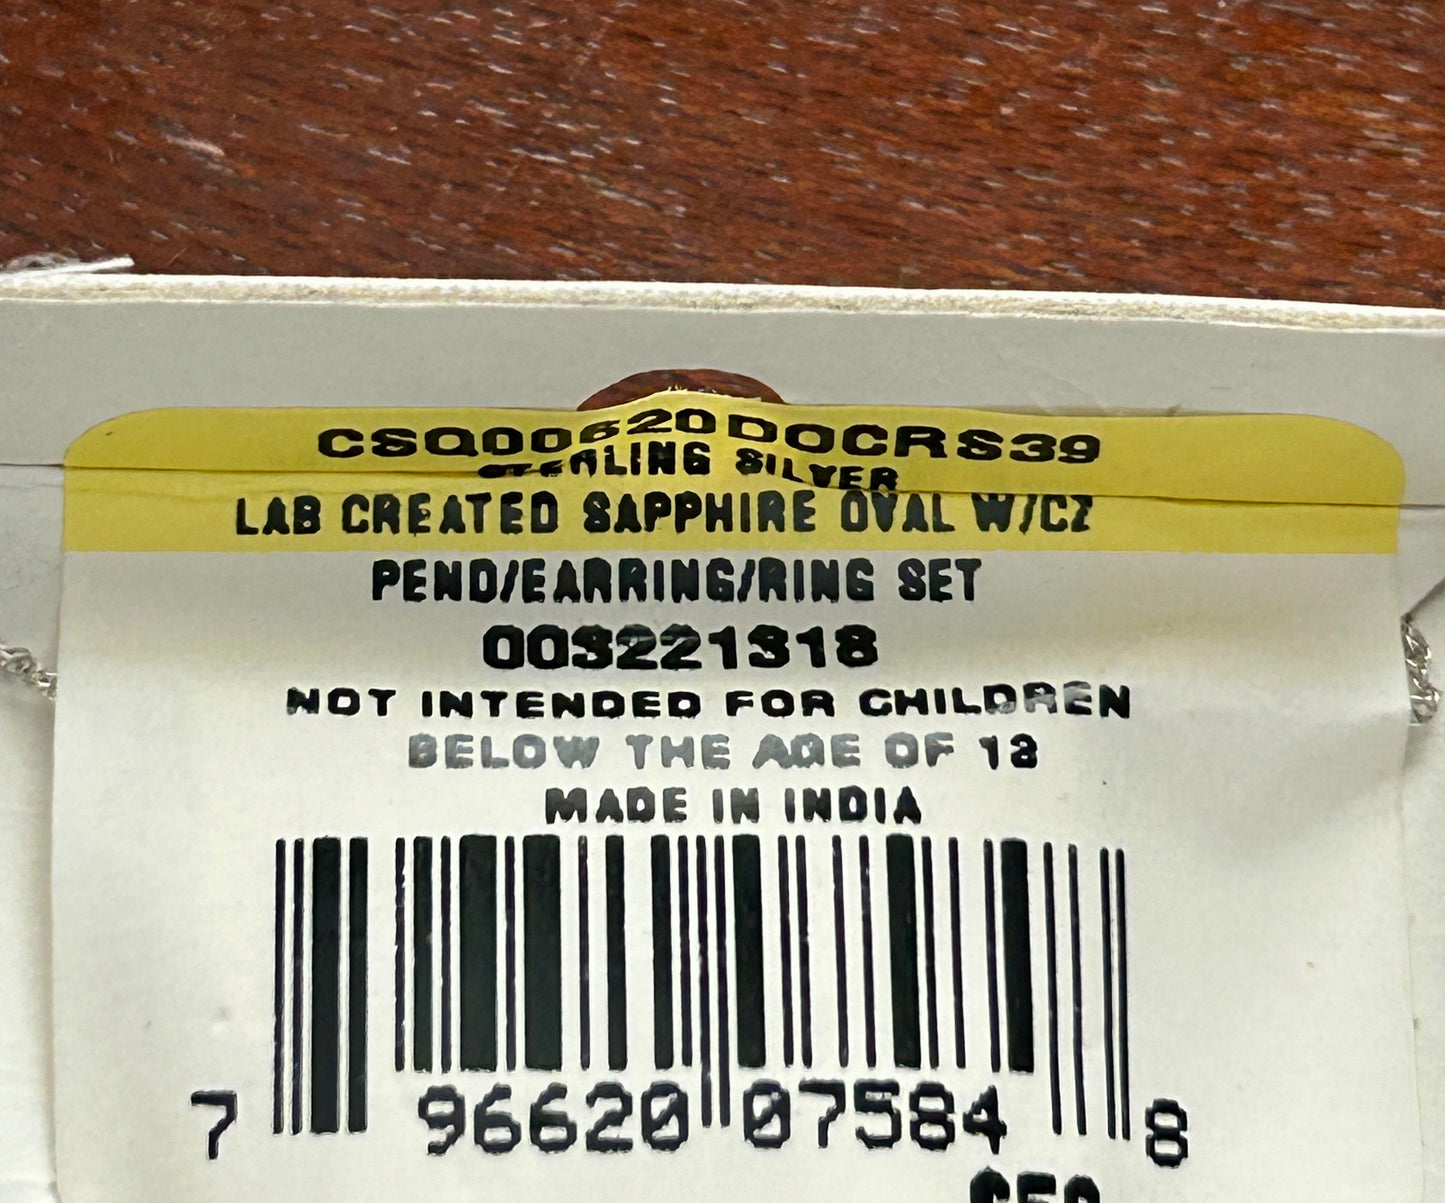 CSQ00620DOCRS39
STERLING SILVER
LAB CREATED SAPPHIRE OVAL W/CZ
PEND/EARRING/RING SET
003221318
NOT INTENDED FOR CHILDREN
BELOW THE AGE OF 13
MADE IN INDIA
7 96620 07584 8